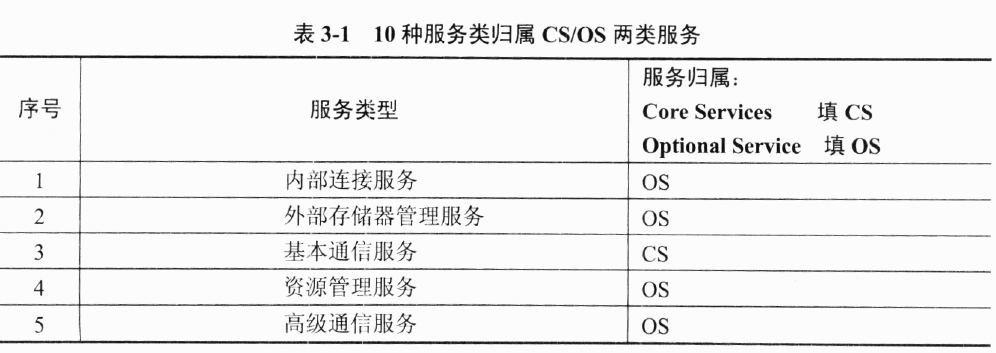 表 3-1 10 种服务类归属 CS/OS 两类服务
序号 服务类型 服务归属:
Core Services 填 CS
Optional Service 填 OS
1 内部连接服务 OS
2 外部存储器管理服务 OS
3 基本通信服务 CS
4 资源管理服务 OS
5 高级通信服务 OS